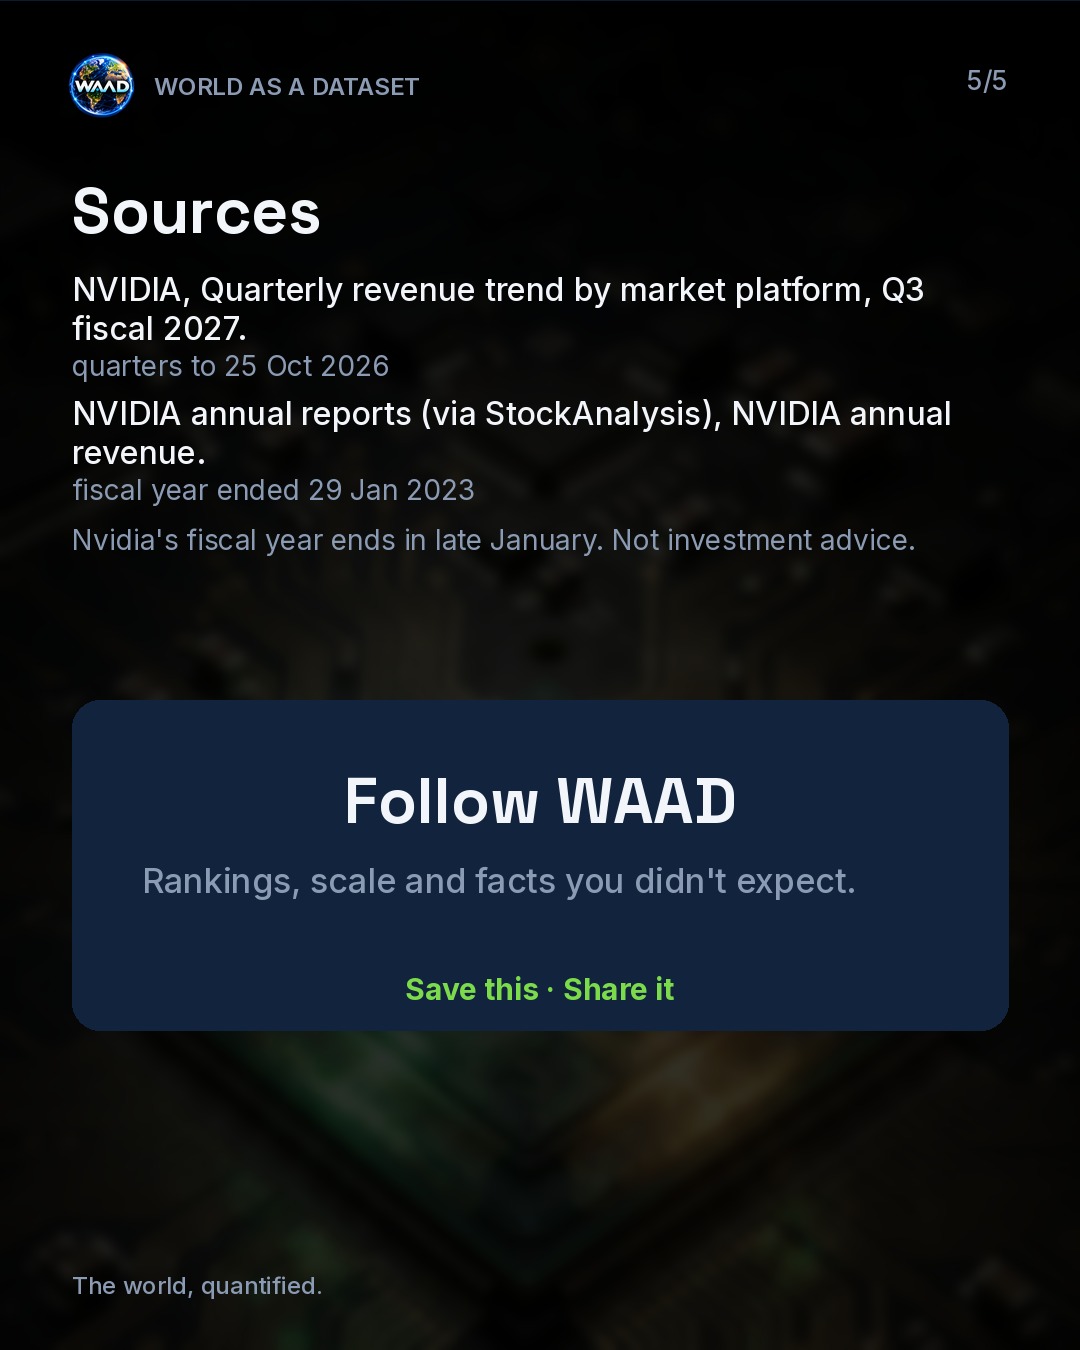 WAAD
WORLD AS A DATASET
5/5
Sources
NVIDIA, Quarterly revenue trend by market platform, Q3
fiscal 2027.
quarters to 25 Oct 2026
NVIDIA annual reports (via StockAnalysis), NVIDIA annual
revenue.
fiscal year ended 29 Jan 2023
Nvidia's fiscal year ends in late January. Not investment advice.
Follow WAAD
Rankings, scale and facts you didn't expect.
Save this · Share it
The world, quantified.